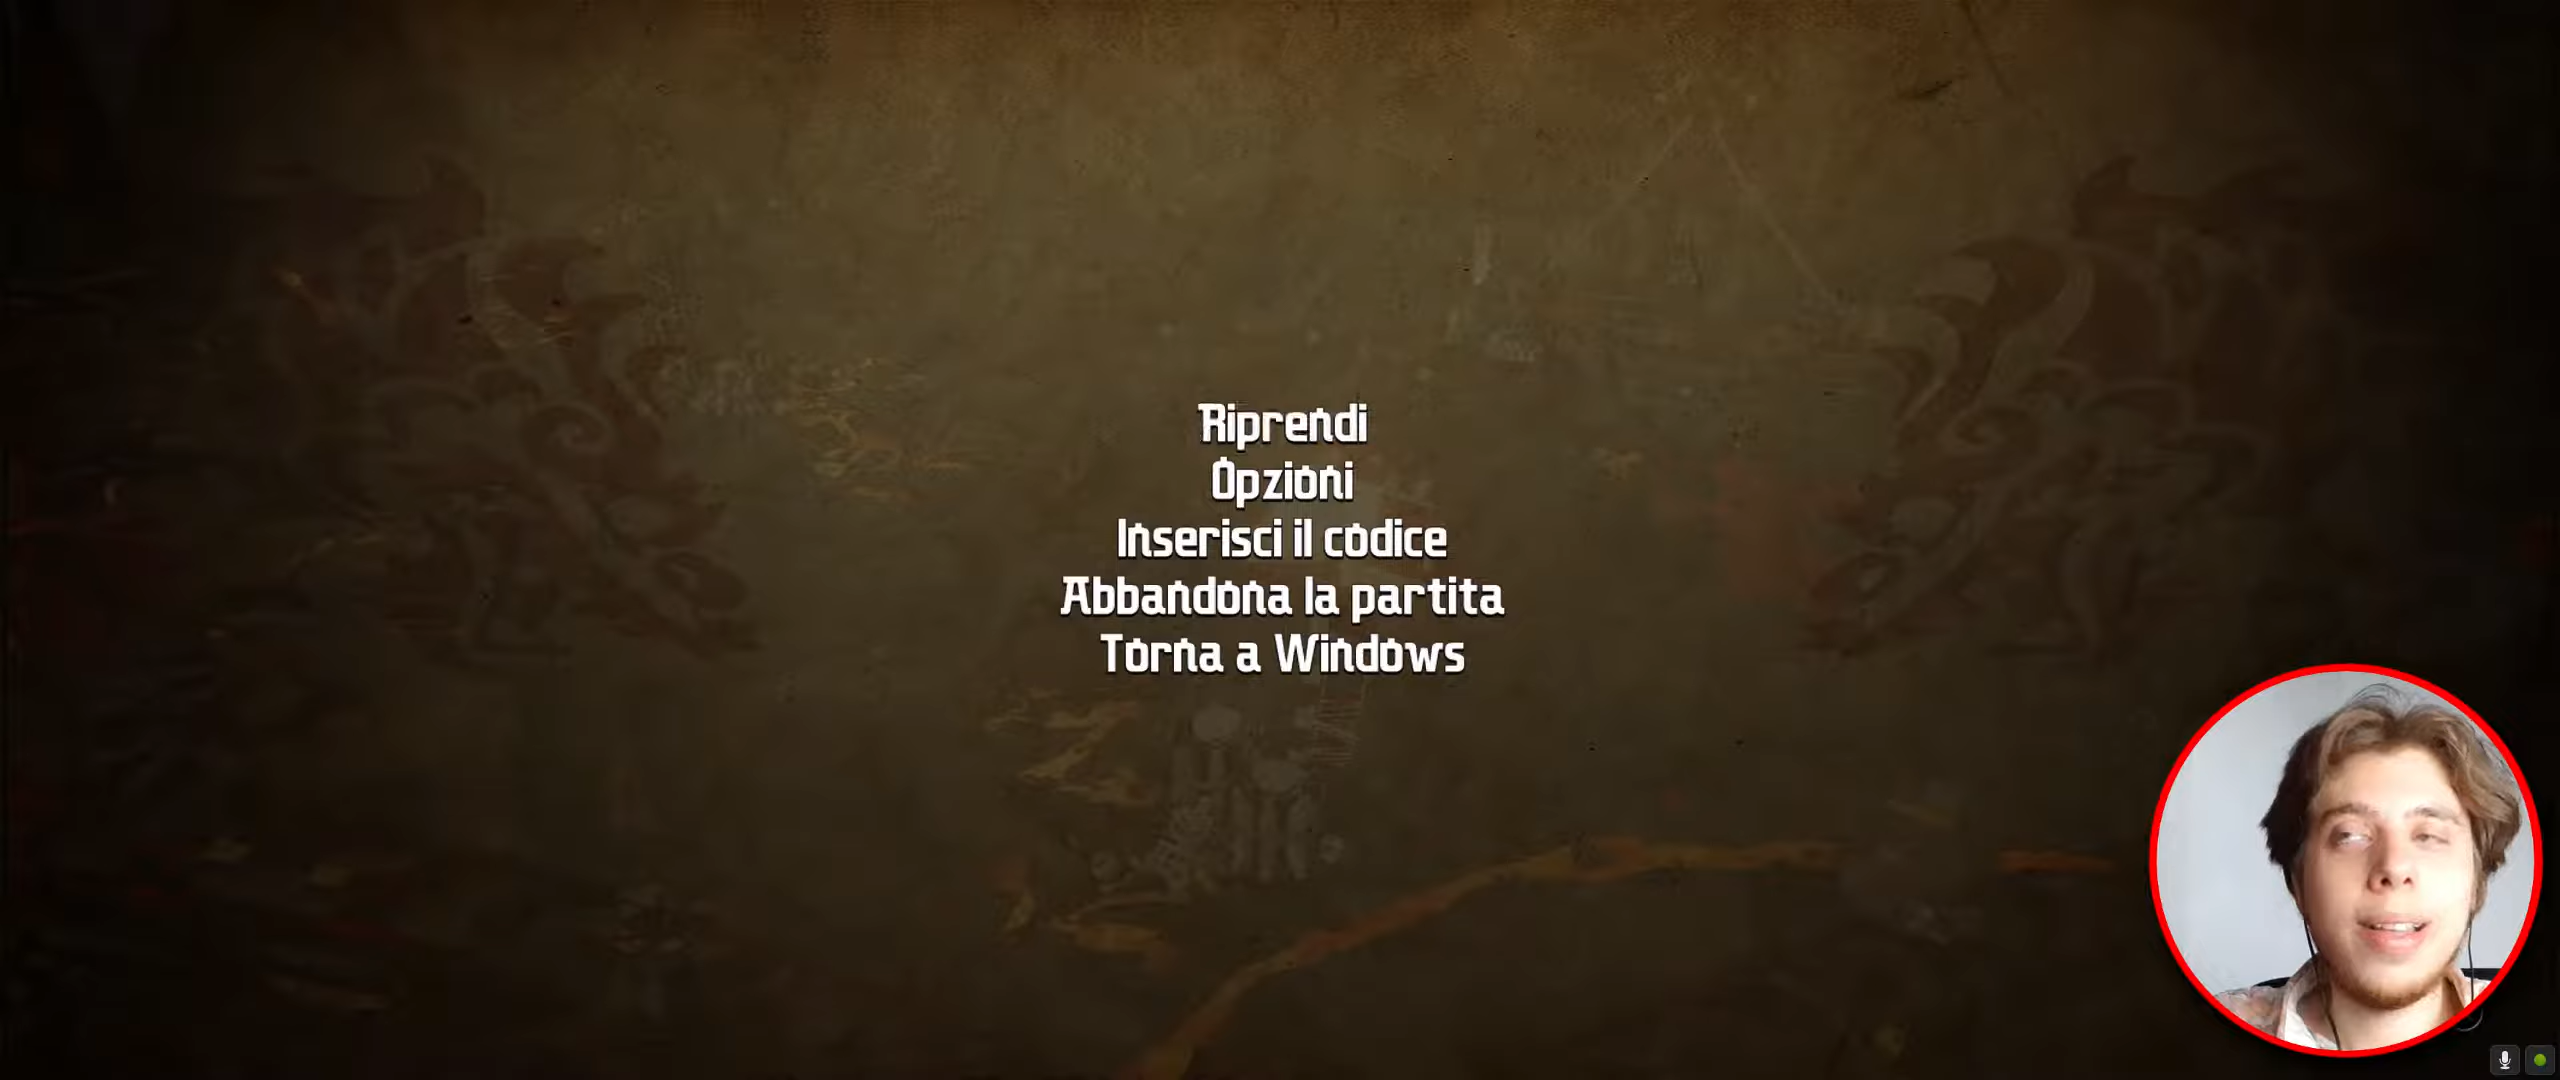 Riprendi
Opzioni
Inserisci il codice
Abbandona la partita
Torna a Windows